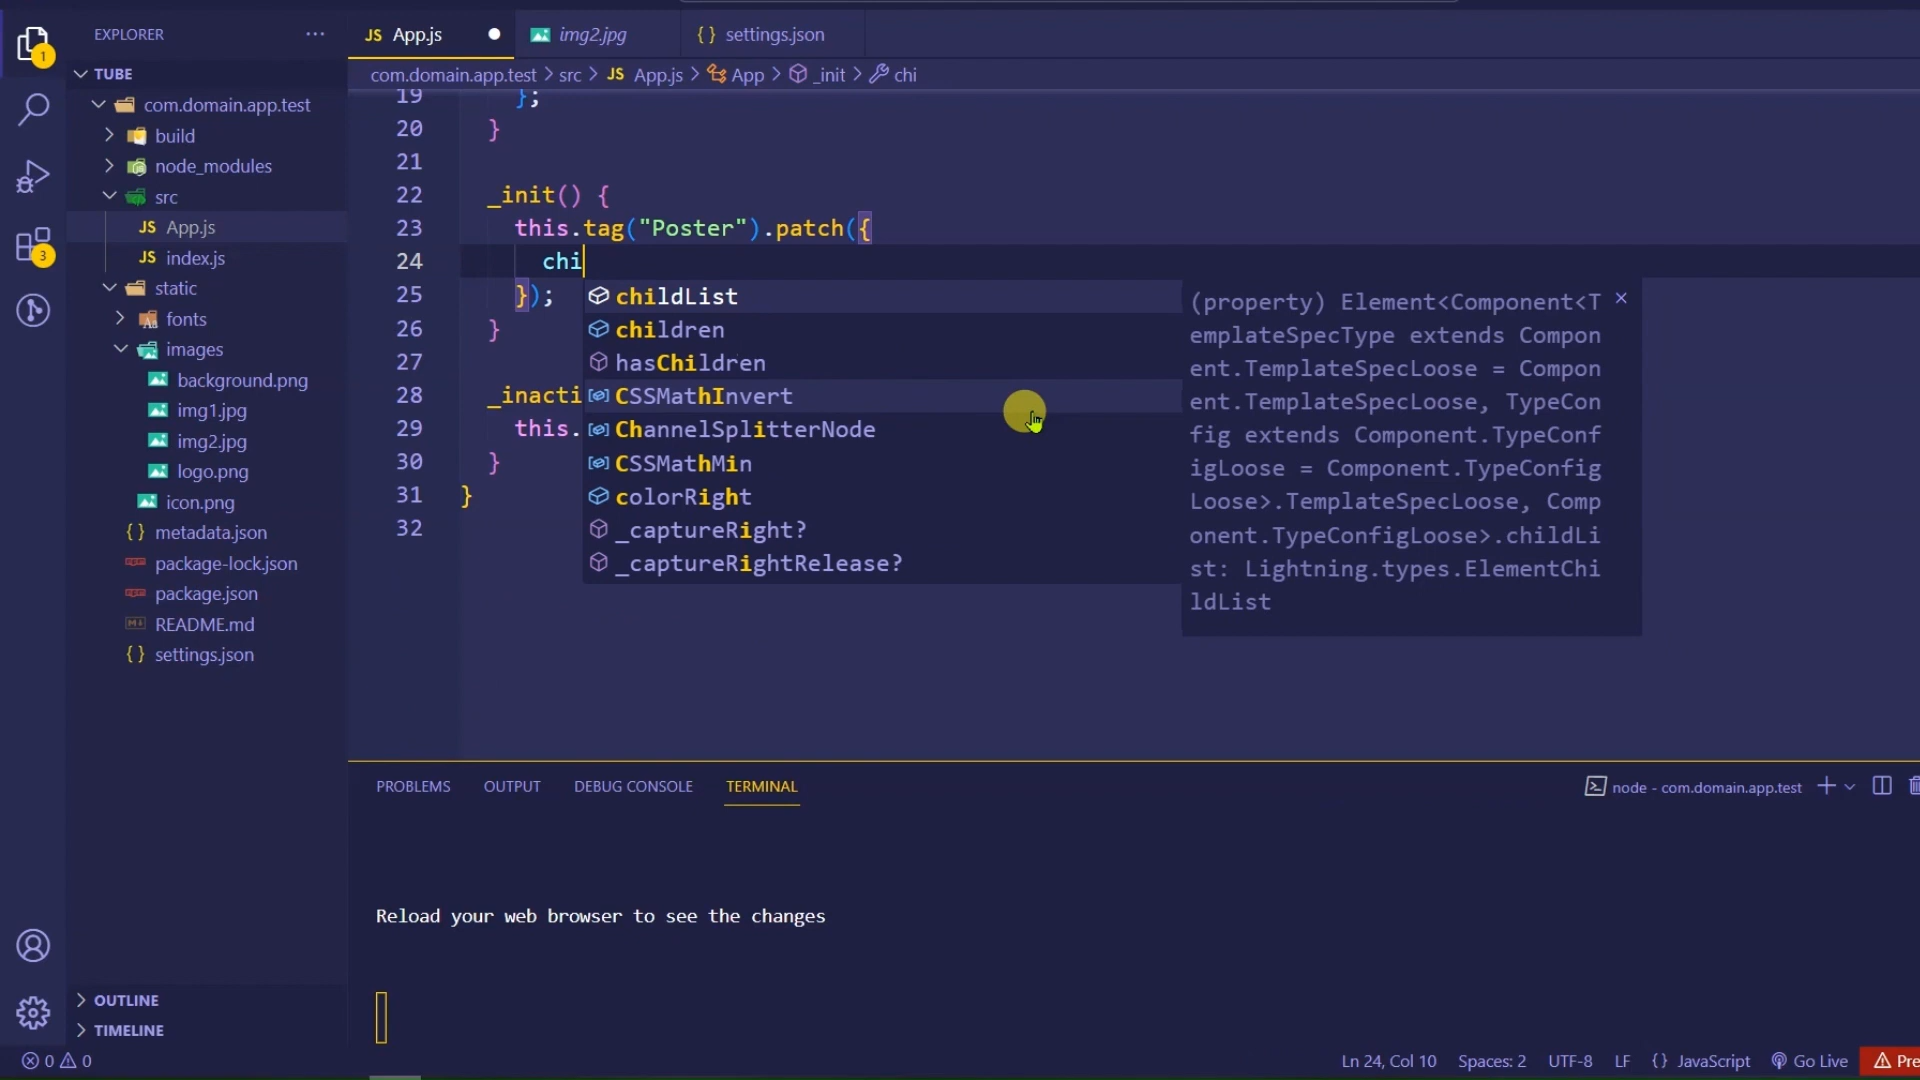 EXPLORER
TUBE
com.domain.app.test
build
node_modules
src
JS App.js
JS index.js
static
fonts
images
background.png
img1.jpg
img2.jpg
logo.png
icon.png
{} metadata.json
package-lock.json
package.json
README.md
{} settings.json
OUTLINE
TIMELINE
1
3
JS App.js
img2.jpg
{} settings.json
com.domain.app.test > src > JS App.js > App > _init > chi
19 };
20 }
21
22 _init() {
23 this.tag("Poster").patch({
24 chi
25 });
26 }
27
28 _inacti
29 this.
30 }
31 }
32
childList
children
hasChildren
CSSMathInvert
ChannelSplitterNode
CSSMathMin
colorRight
_captureRight?
_captureRightRelease?
(property) Element<Component<T
emplateSpecType extends Compon
ent.TemplateSpecLoose = Compon
ent.TemplateSpecLoose, TypeCon
fig extends Component.TypeConf
igLoose = Component.TypeConfig
Loose>.TemplateSpecLoose, Comp
onent.TypeConfigLoose>.childLi
st: Lightning.types.ElementChi
ldList
PROBLEMS
OUTPUT
DEBUG CONSOLE
TERMINAL
node - com.domain.app.test
Reload your web browser to see the changes
0 0
Ln 24, Col 10
Spaces: 2
UTF-8
LF
{} JavaScript
Go Live
Pre